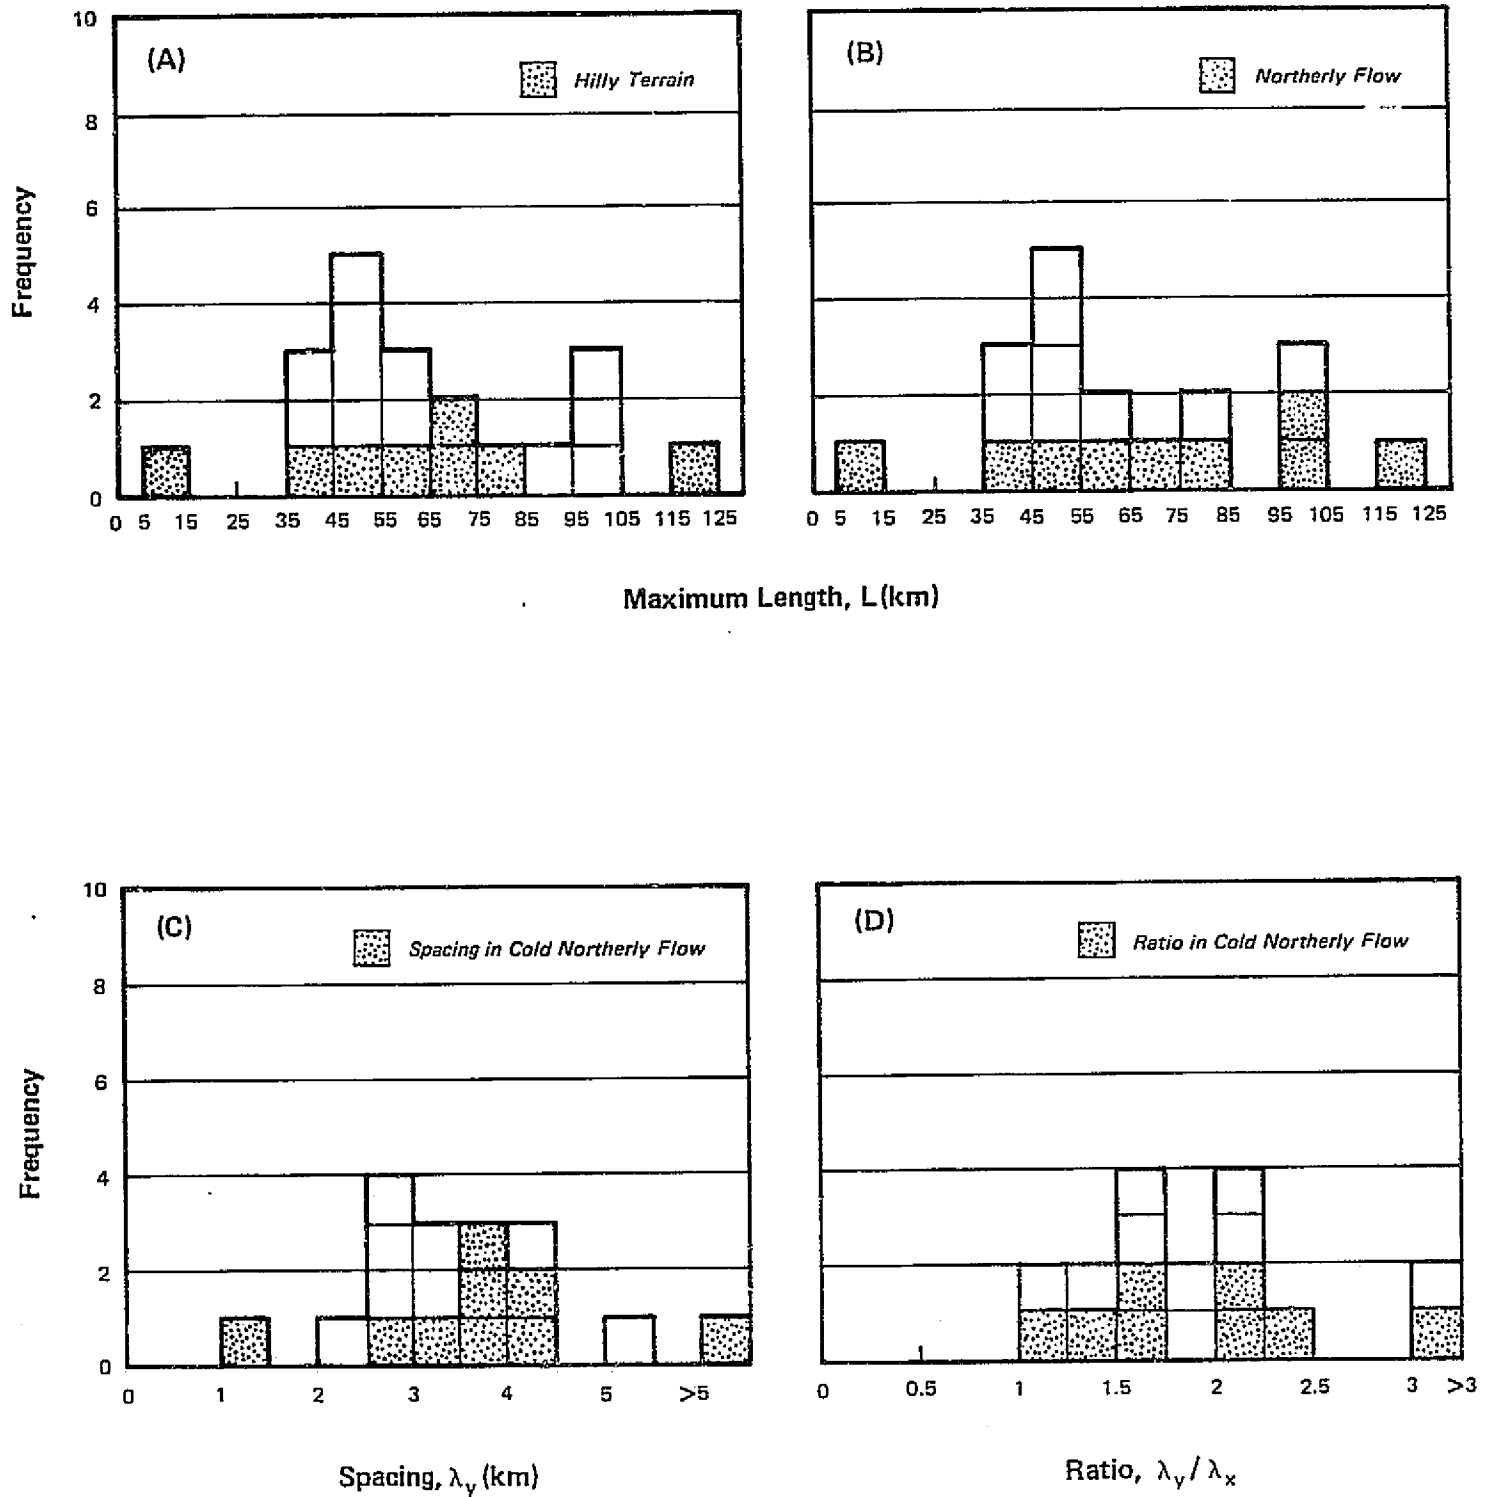 (A)
Hilly Terrain
10
8
6
4
2
0
Frequency
0 5 15 25 35 45 55 65 75 85 95 105 115 125
(B)
Northerly Flow
0 5 15 25 35 45 55 65 75 85 95 105 115 125
Maximum Length, L(km)
(C)
Spacing in Cold Northerly Flow
10
8
6
4
2
0
Frequency
0 1 2 3 4 5 >5
Spacing, λy (km)
(D)
Ratio in Cold Northerly Flow
0 0.5 1 1.5 2 2.5 3 >3
Ratio, λy / λx